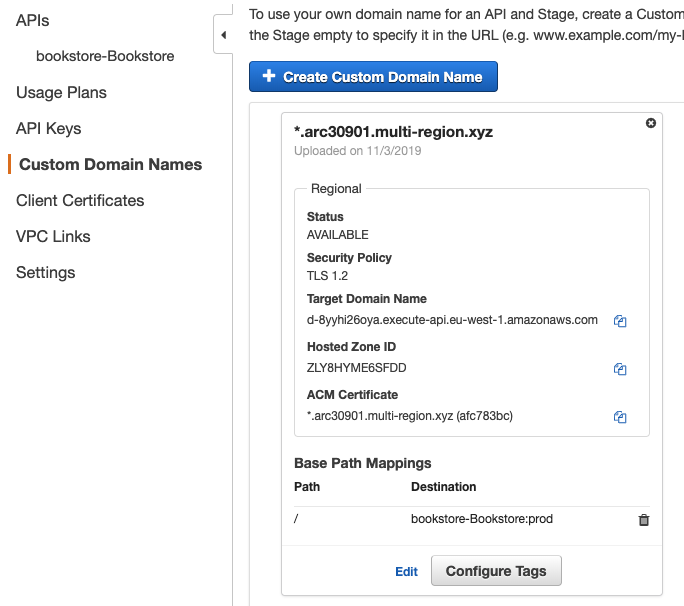 APIs
bookstore-Bookstore
Usage Plans
API Keys
Custom Domain Names
Client Certificates
VPC Links
Settings
To use your own domain name for an API and Stage, create a Custom
the Stage empty to specify it in the URL (e.g. www.example.com/my-
Create Custom Domain Name
*.arc30901.multi-region.xyz
Uploaded on 11/3/2019
Regional
Status
AVAILABLE
Security Policy
TLS 1.2
Target Domain Name
d-8yyhi26oya.execute-api.eu-west-1.amazonaws.com
Hosted Zone ID
ZLY8HYME6SFDD
ACM Certificate
*.arc30901.multi-region.xyz (afc783bc)
Base Path Mappings
Path Destination
/ bookstore-Bookstore:prod
Edit Configure Tags